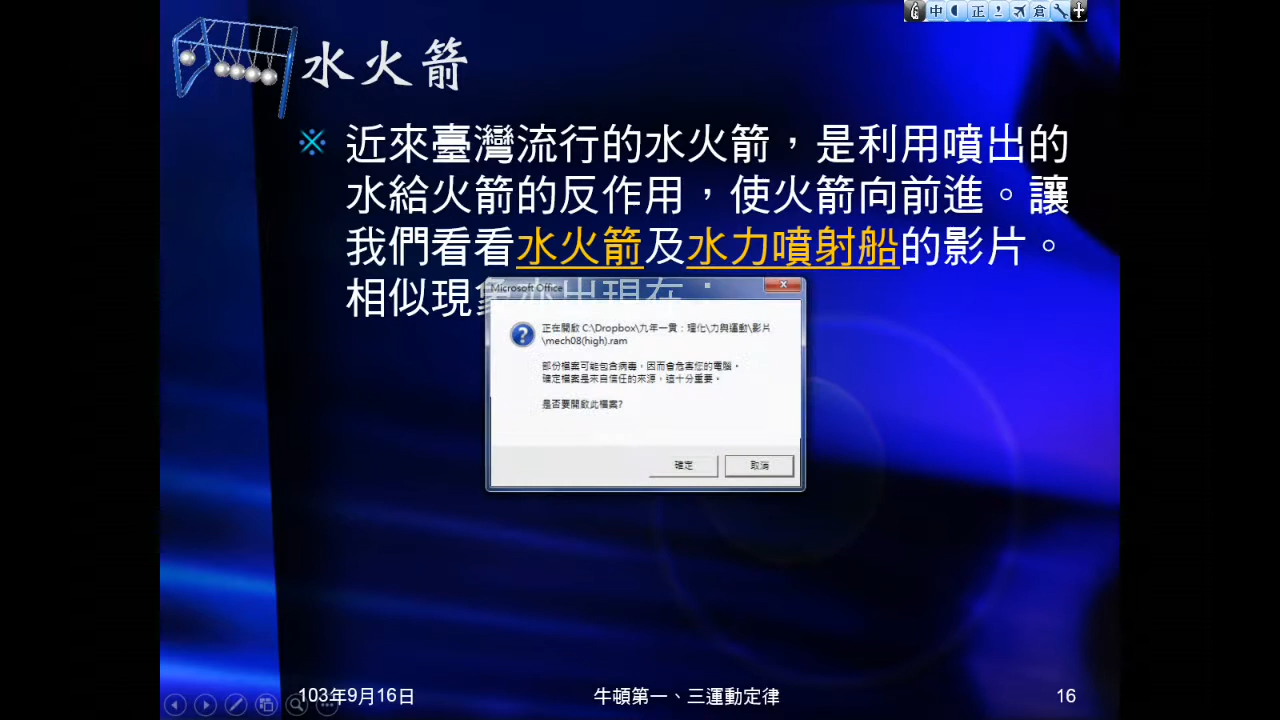 中 正 倉
水火箭
※ 近來臺灣流行的水火箭，是利用噴出的
水給火箭的反作用，使火箭向前進。讓
我們看看水火箭及水力噴射船的影片。
相似現象亦出現在：
Microsoft Office
正在開啟 C:\Dropbox\九年一貫：理化\力與運動\影片
\mech08(high).ram
部份檔案可能包含病毒，因而會危害您的電腦。
確定檔案是來自信任的來源，這十分重要。
是否要開啟此檔案?
確定 取消
103年9月16日 牛頓第一、三運動定律 16